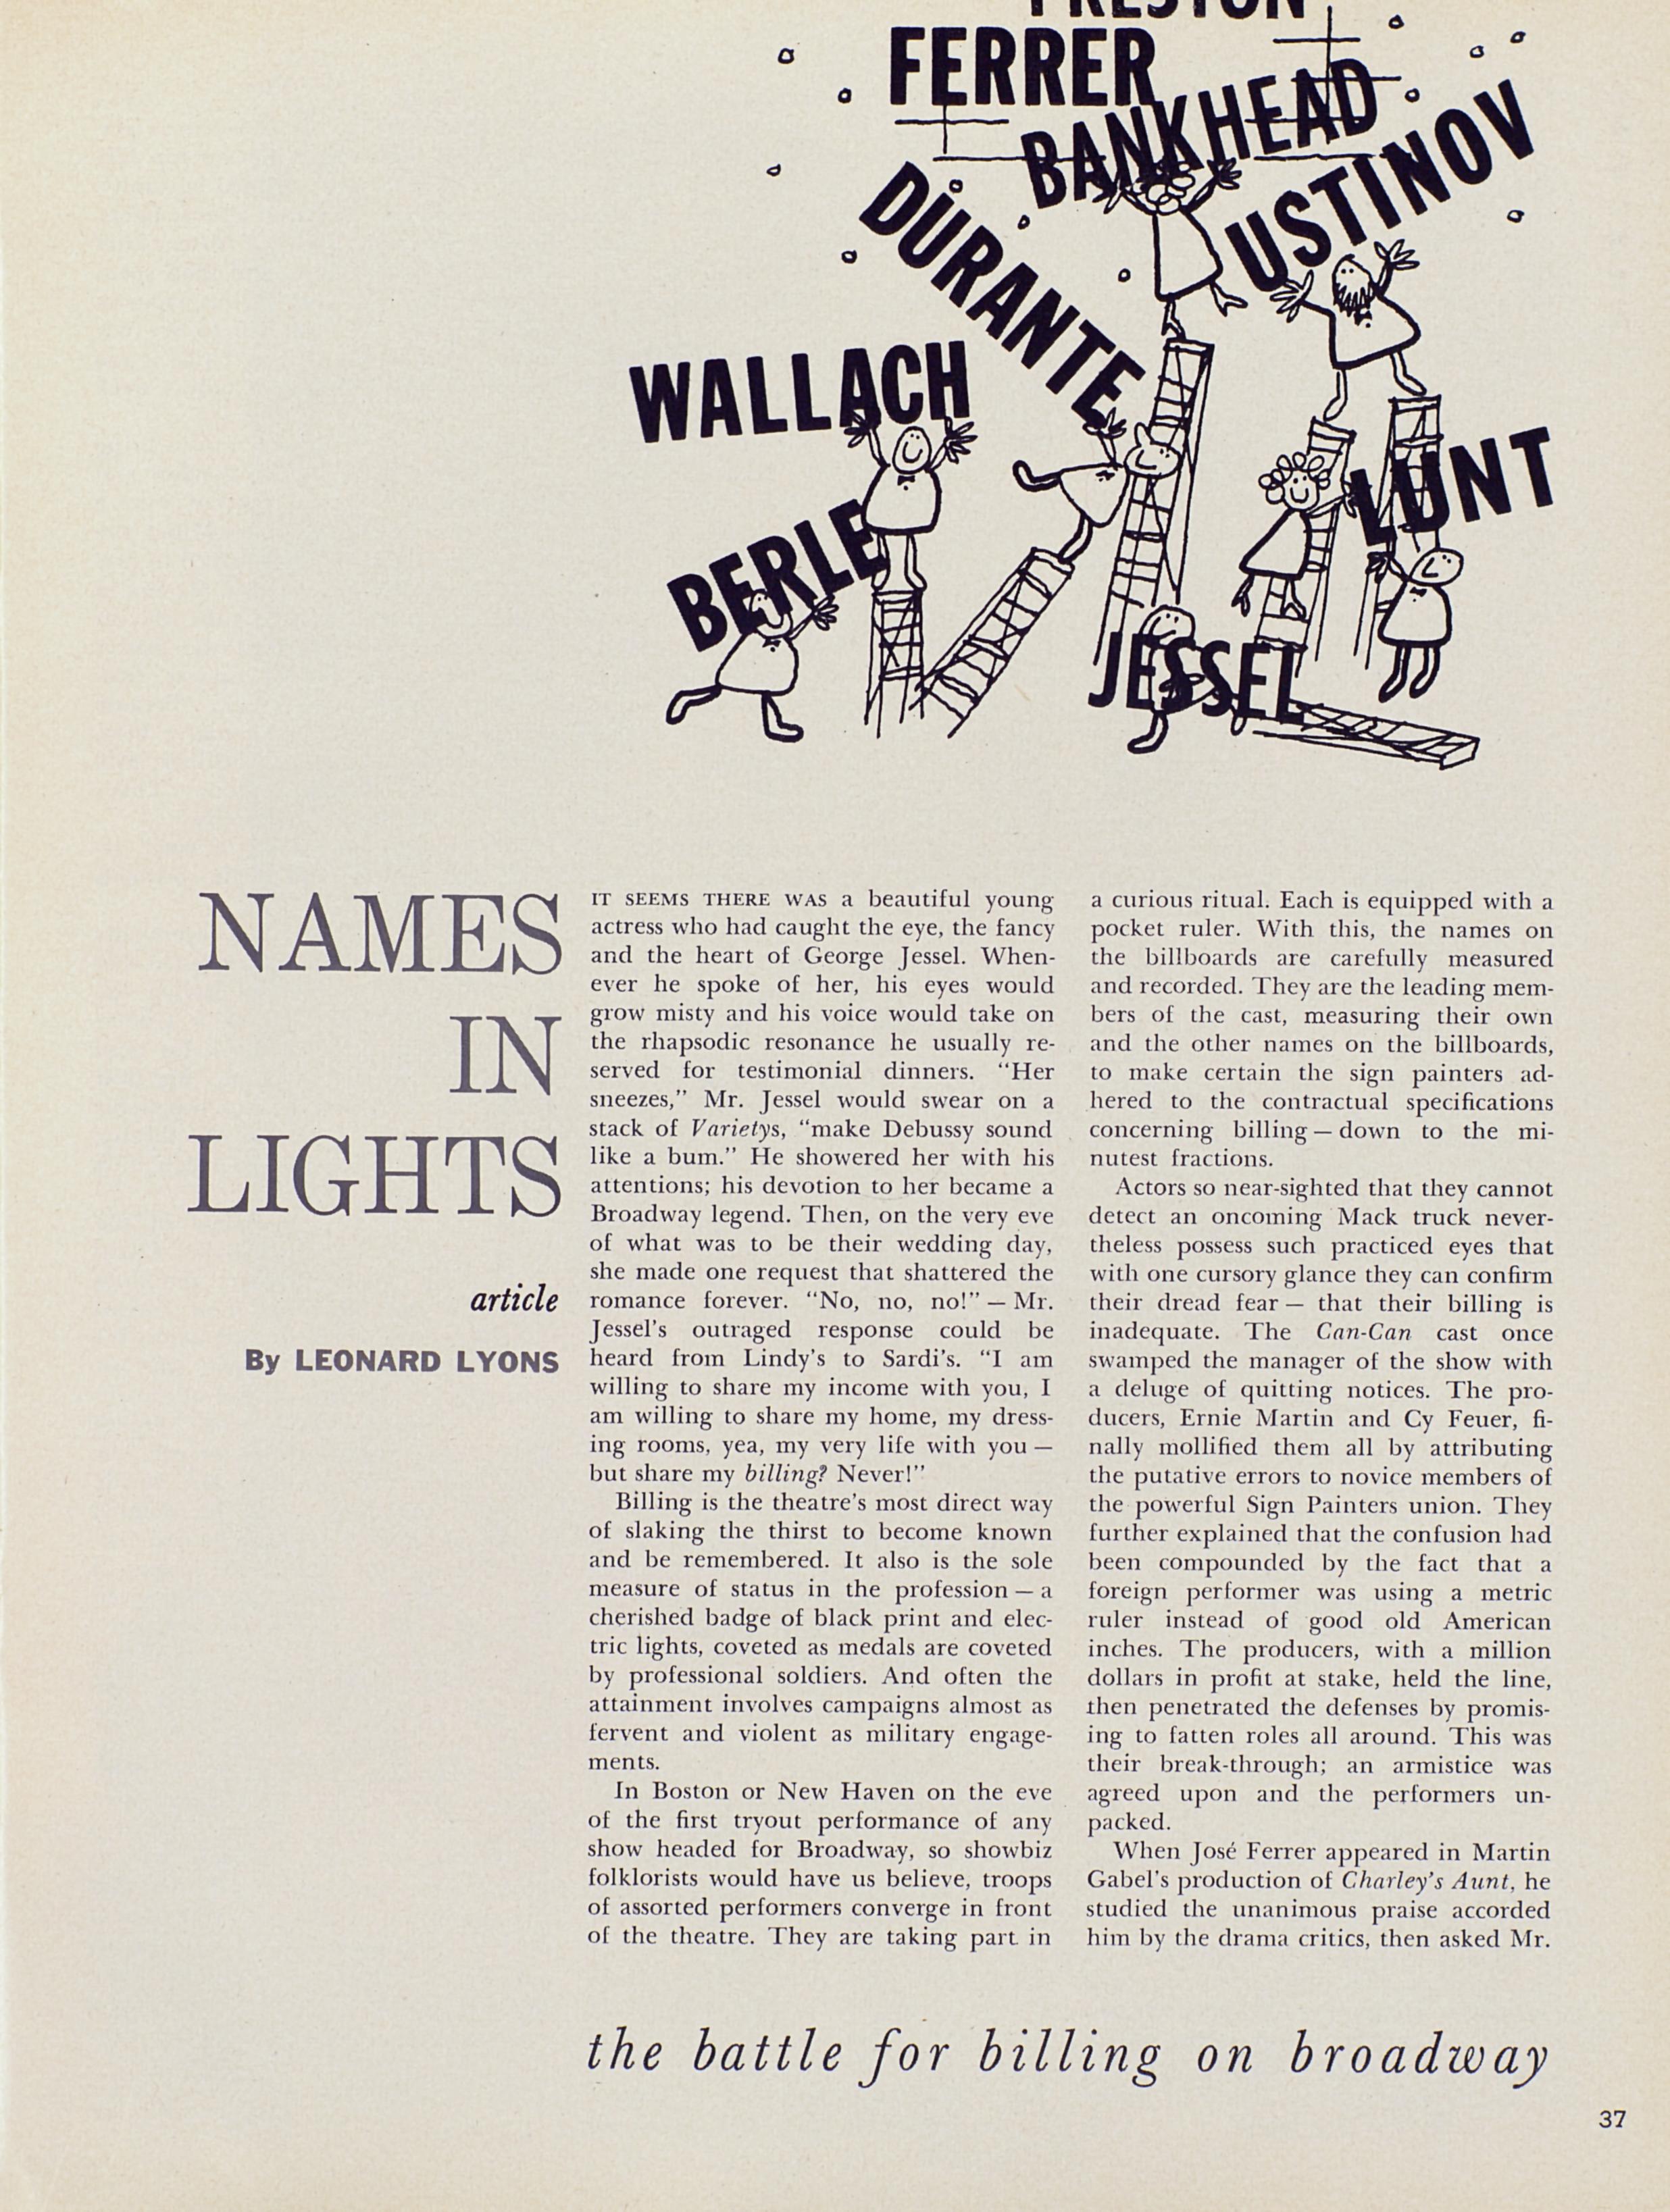 PRESTON
FERRER
BANKHEAD
USTINOV
DURANTE
WALLACH
LUNT
BERLE
JESSEL
NAMES
IN
LIGHTS
article
By LEONARD LYONS
IT SEEMS THERE WAS a beautiful young
actress who had caught the eye, the fancy
and the heart of George Jessel. When-
ever he spoke of her, his eyes would
grow misty and his voice would take on
the rhapsodic resonance he usually re-
served for testimonial dinners. “Her
sneezes,” Mr. Jessel would swear on a
stack of Varietys, “make Debussy sound
like a bum.” He showered her with his
attentions; his devotion to her became a
Broadway legend. Then, on the very eve
of what was to be their wedding day,
she made one request that shattered the
romance forever. “No, no, no!” — Mr.
Jessel’s outraged response could be
heard from Lindy’s to Sardi’s. “I am
willing to share my income with you, I
am willing to share my home, my dress-
ing rooms, yea, my very life with you —
but share my billing? Never!”
Billing is the theatre’s most direct way
of slaking the thirst to become known
and be remembered. It also is the sole
measure of status in the profession — a
cherished badge of black print and elec-
tric lights, coveted as medals are coveted
by professional soldiers. And often the
attainment involves campaigns almost as
fervent and violent as military engage-
ments.
In Boston or New Haven on the eve
of the first tryout performance of any
show headed for Broadway, so showbiz
folklorists would have us believe, troops
of assorted performers converge in front
of the theatre. They are taking part in
a curious ritual. Each is equipped with a
pocket ruler. With this, the names on
the billboards are carefully measured
and recorded. They are the leading mem-
bers of the cast, measuring their own
and the other names on the billboards,
to make certain the sign painters ad-
hered to the contractual specifications
concerning billing — down to the mi-
nutest fractions.
Actors so near-sighted that they cannot
detect an oncoming Mack truck never-
theless possess such practiced eyes that
with one cursory glance they can confirm
their dread fear — that their billing is
inadequate. The Can-Can cast once
swamped the manager of the show with
a deluge of quitting notices. The pro-
ducers, Ernie Martin and Cy Feuer, fi-
nally mollified them all by attributing
the putative errors to novice members of
the powerful Sign Painters union. They
further explained that the confusion had
been compounded by the fact that a
foreign performer was using a metric
ruler instead of good old American
inches. The producers, with a million
dollars in profit at stake, held the line,
then penetrated the defenses by promis-
ing to fatten roles all around. This was
their break-through; an armistice was
agreed upon and the performers un-
packed.
When José Ferrer appeared in Martin
Gabel’s production of Charley’s Aunt, he
studied the unanimous praise accorded
him by the drama critics, then asked Mr.
the battle for billing on broadway
37